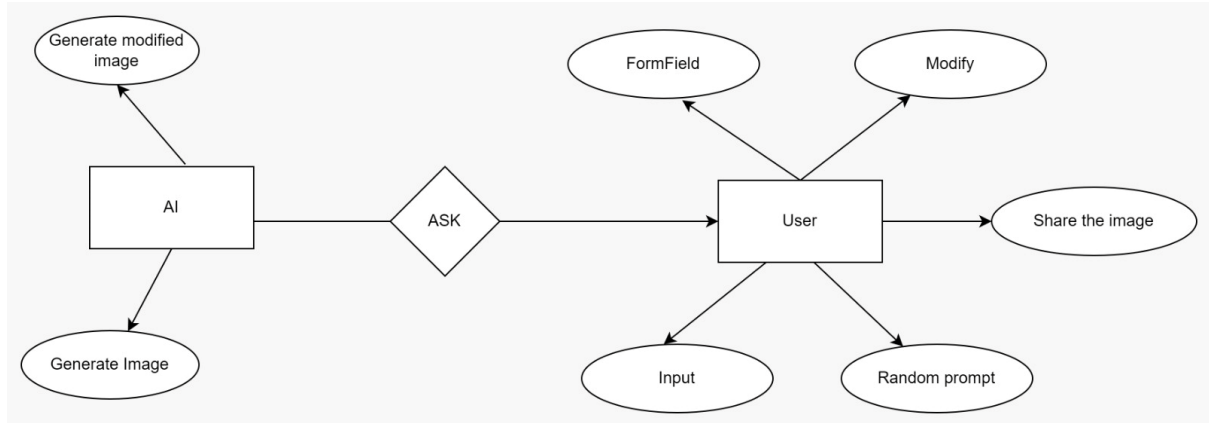 Generate modified
image
FormField
Modify
AI
ASK
User
Share the image
Generate Image
Input
Random prompt